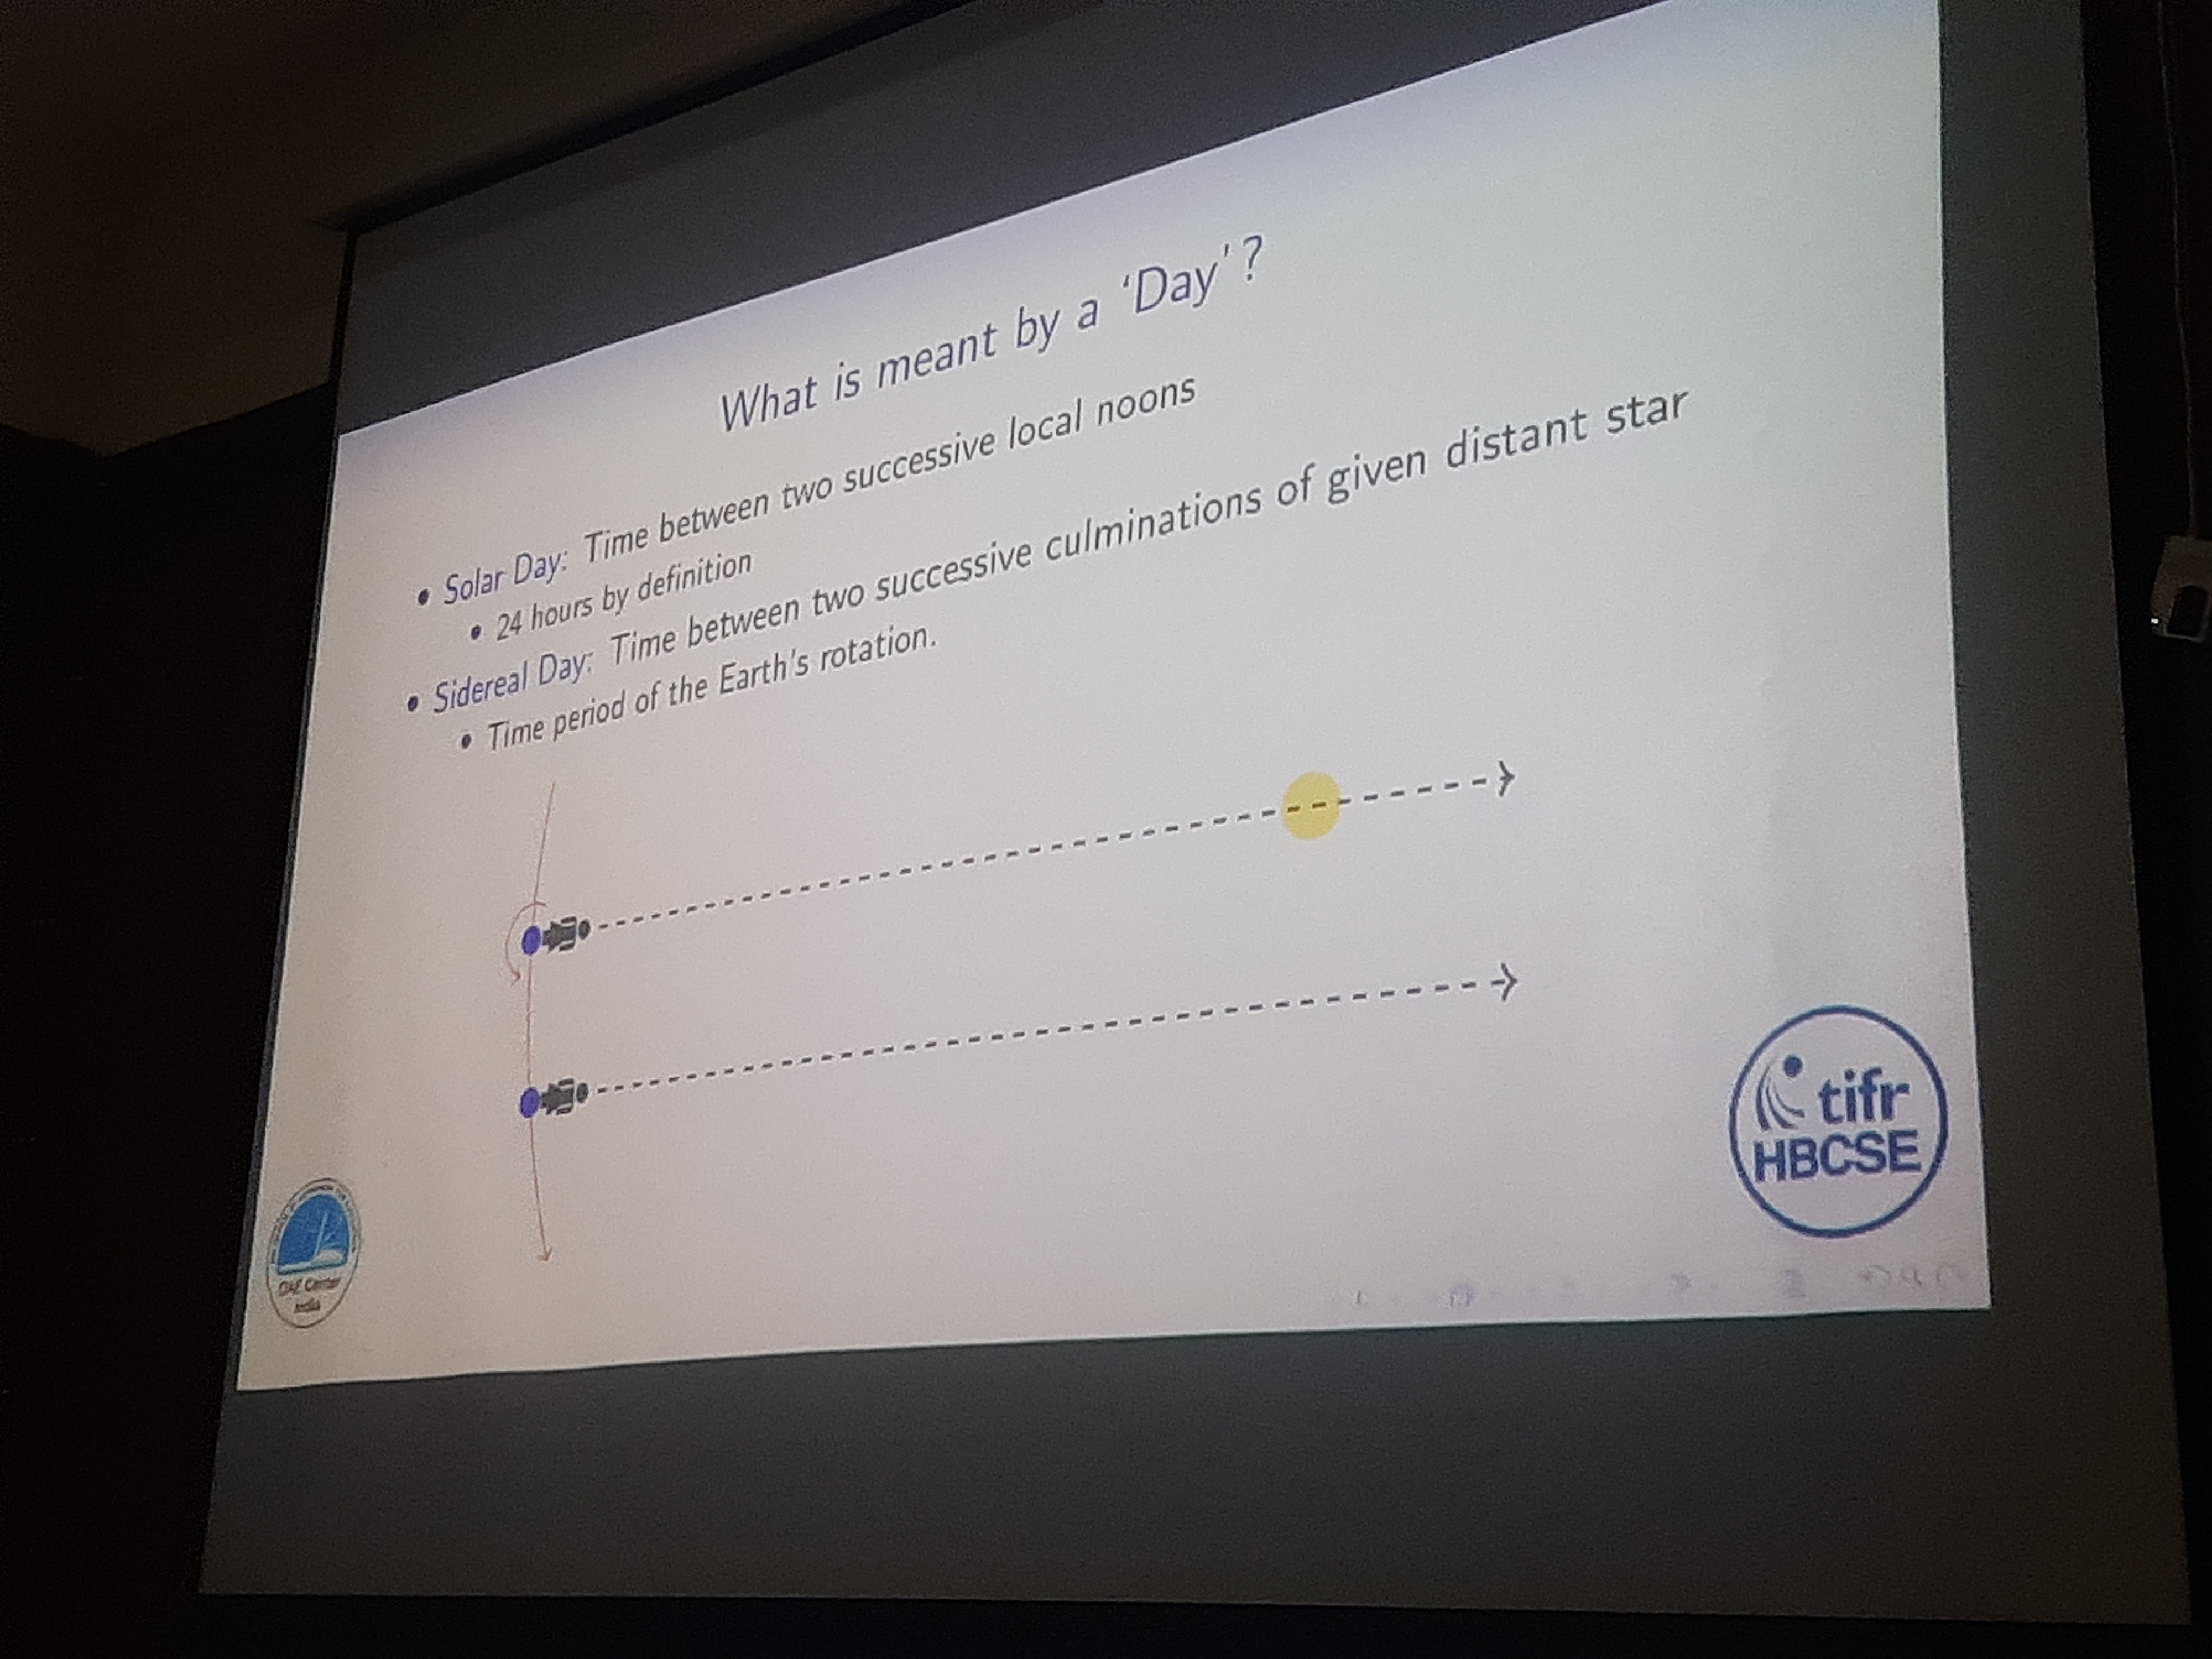 What is meant by a 'Day'?
• Solar Day: Time between two successive local noons
• 24 hours by definition
• Sidereal Day: Time between two successive culminations of given distant star
• Time period of the Earth's rotation.
tifr
HBCSE
OAE Center
India